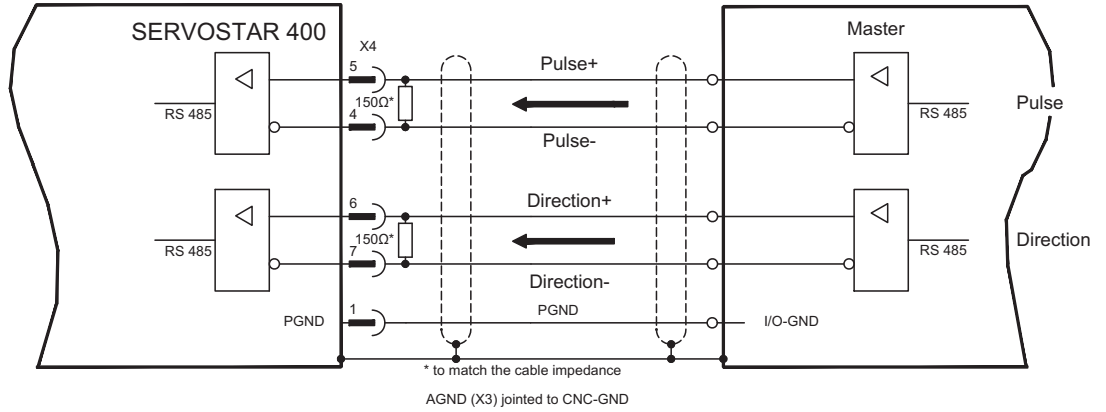 SERVOSTAR 400
X4
Master
5
Pulse+
150Ω*
RS 485
RS 485
Pulse
4
Pulse-
6
Direction+
150Ω*
RS 485
RS 485
Direction
7
Direction-
PGND
1
PGND
I/O-GND
* to match the cable impedance
AGND (X3) jointed to CNC-GND